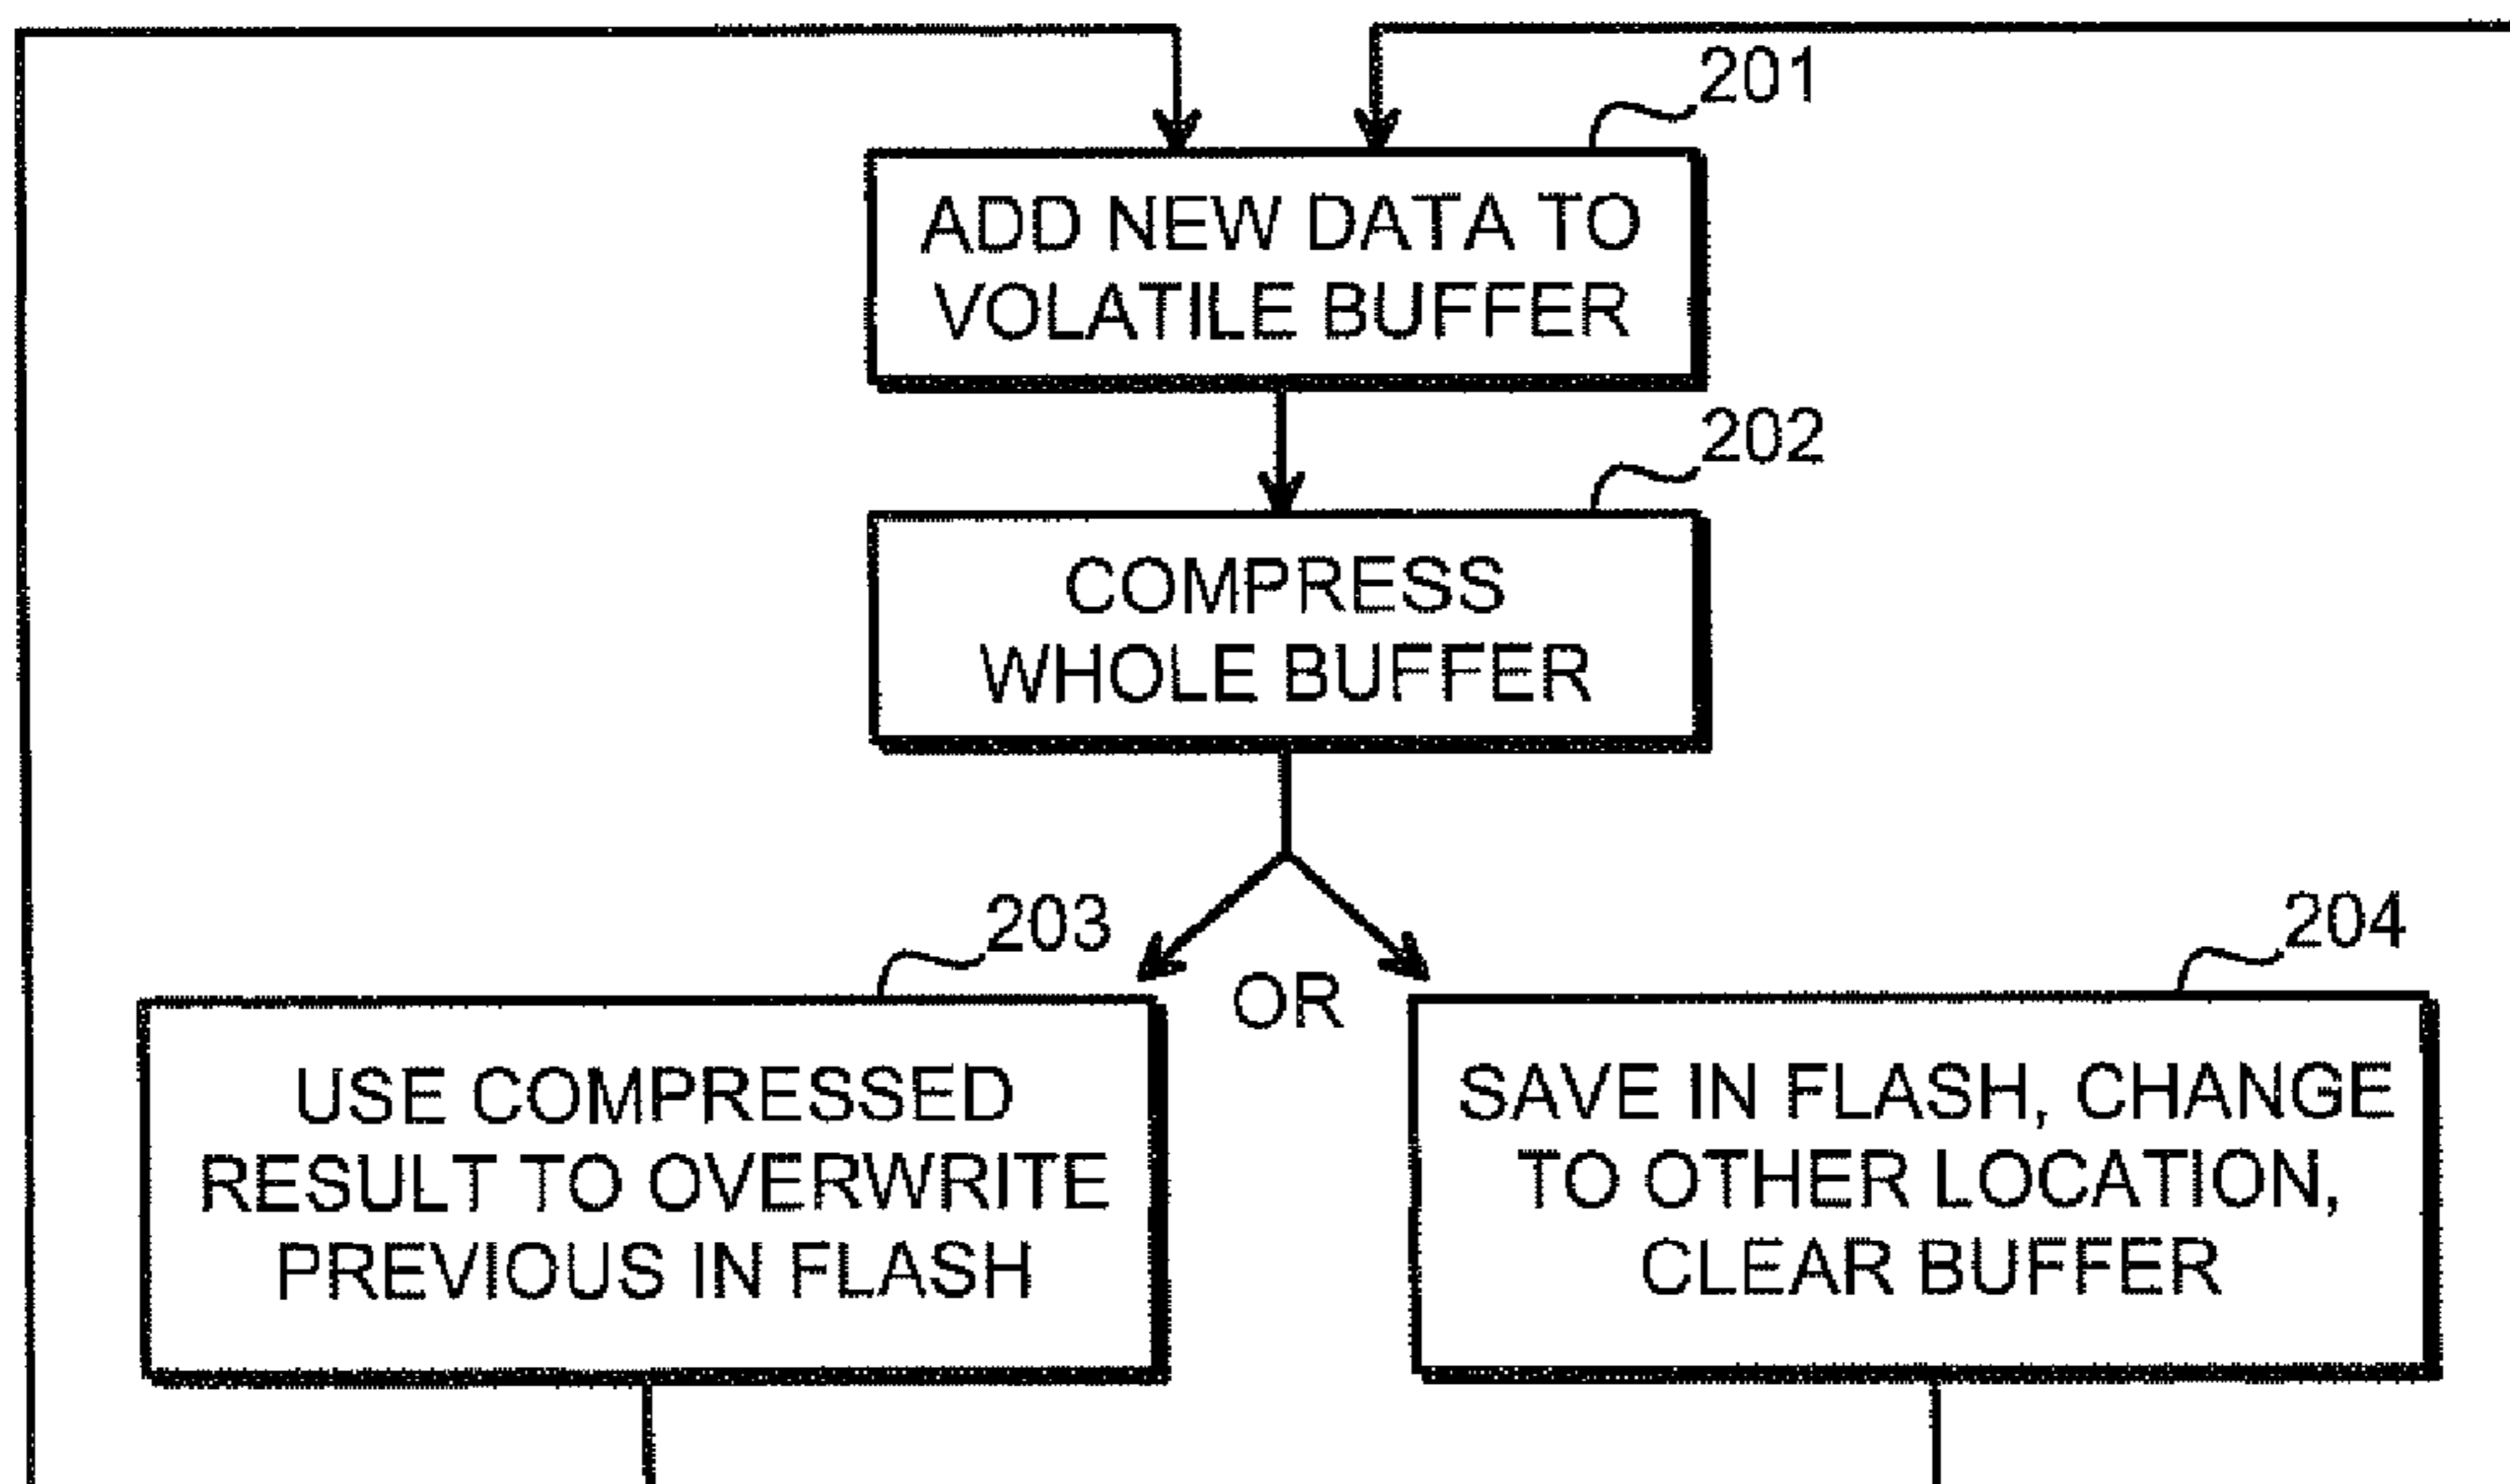 201
ADD NEW DATA TO
VOLATILE BUFFER
202
COMPRESS
WHOLE BUFFER
203
OR
204
USE COMPRESSED
RESULT TO OVERWRITE
PREVIOUS IN FLASH
SAVE IN FLASH, CHANGE
TO OTHER LOCATION,
CLEAR BUFFER